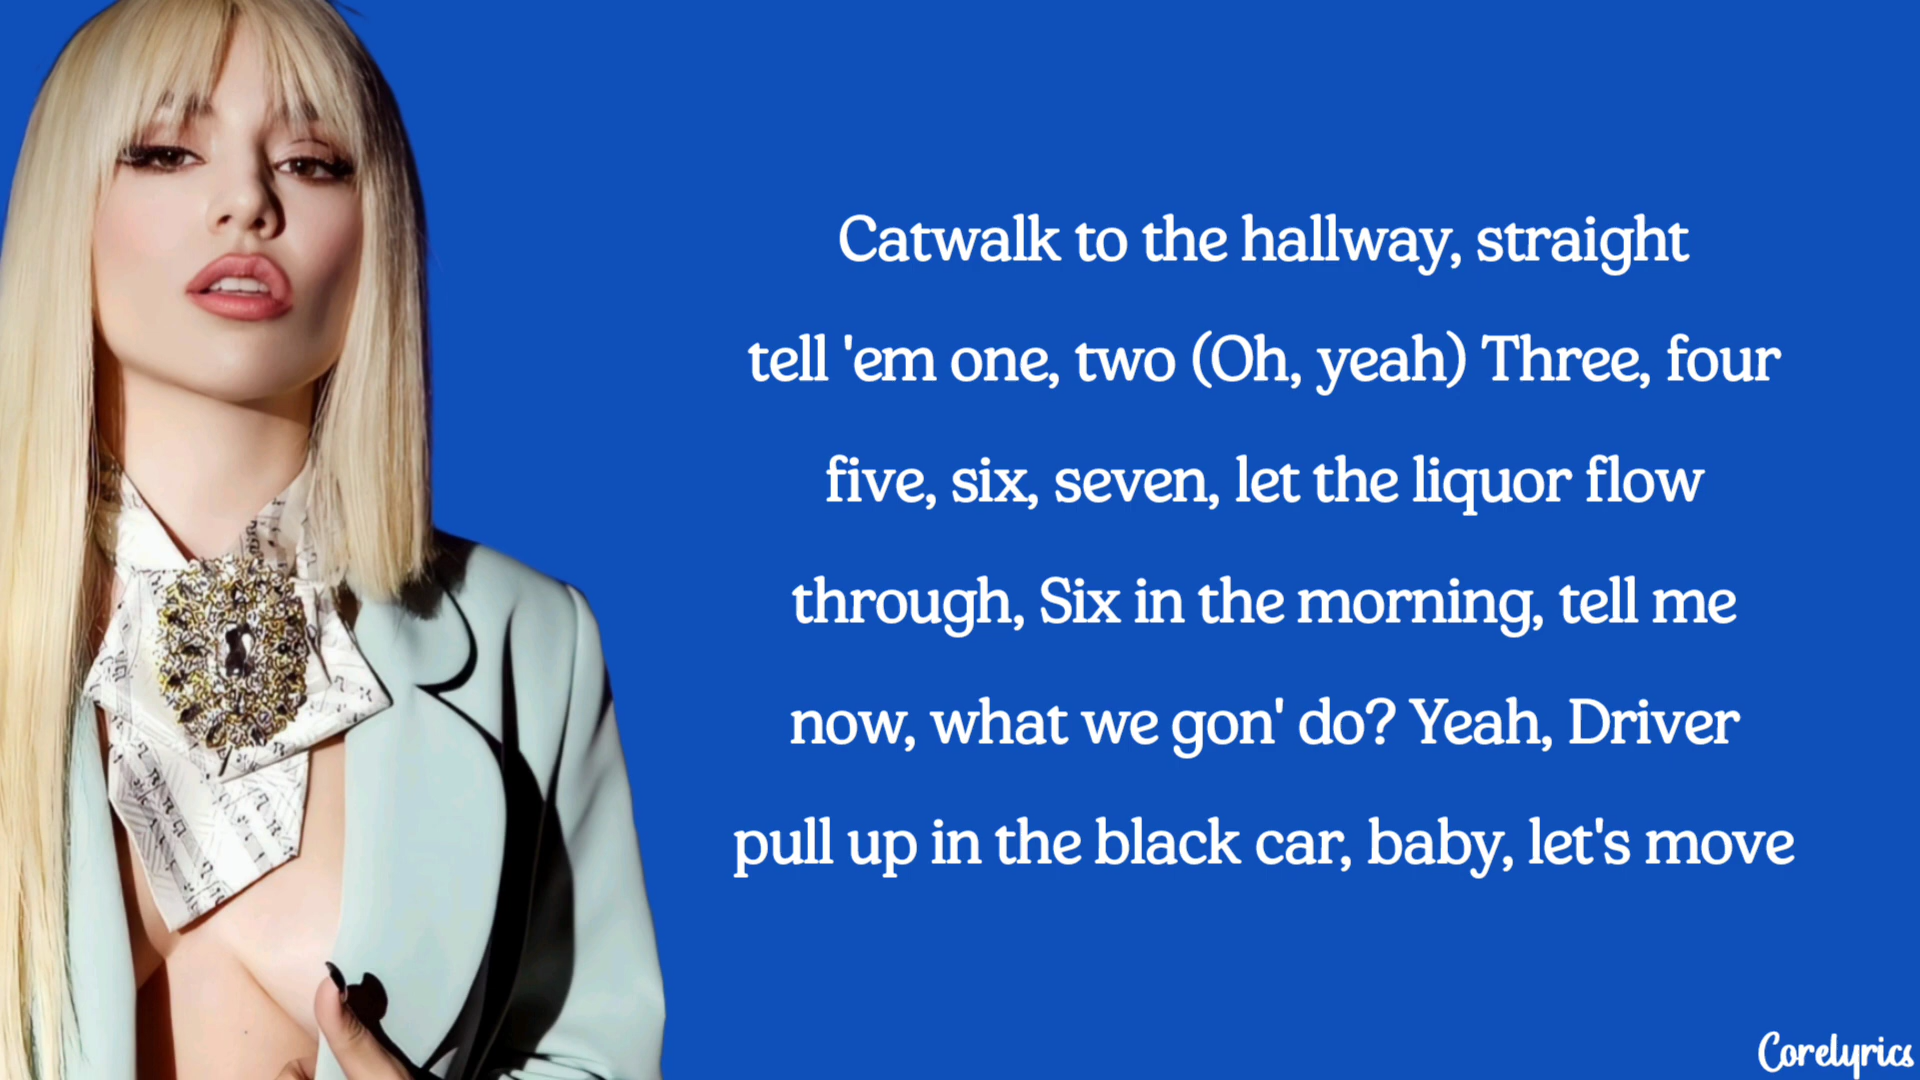 Catwalk to the hallway, straight
tell 'em one, two (Oh, yeah) Three, four
five, six, seven, let the liquor flow
through, Six in the morning, tell me
now, what we gon' do? Yeah, Driver
pull up in the black car, baby, let's move
Corelyrics